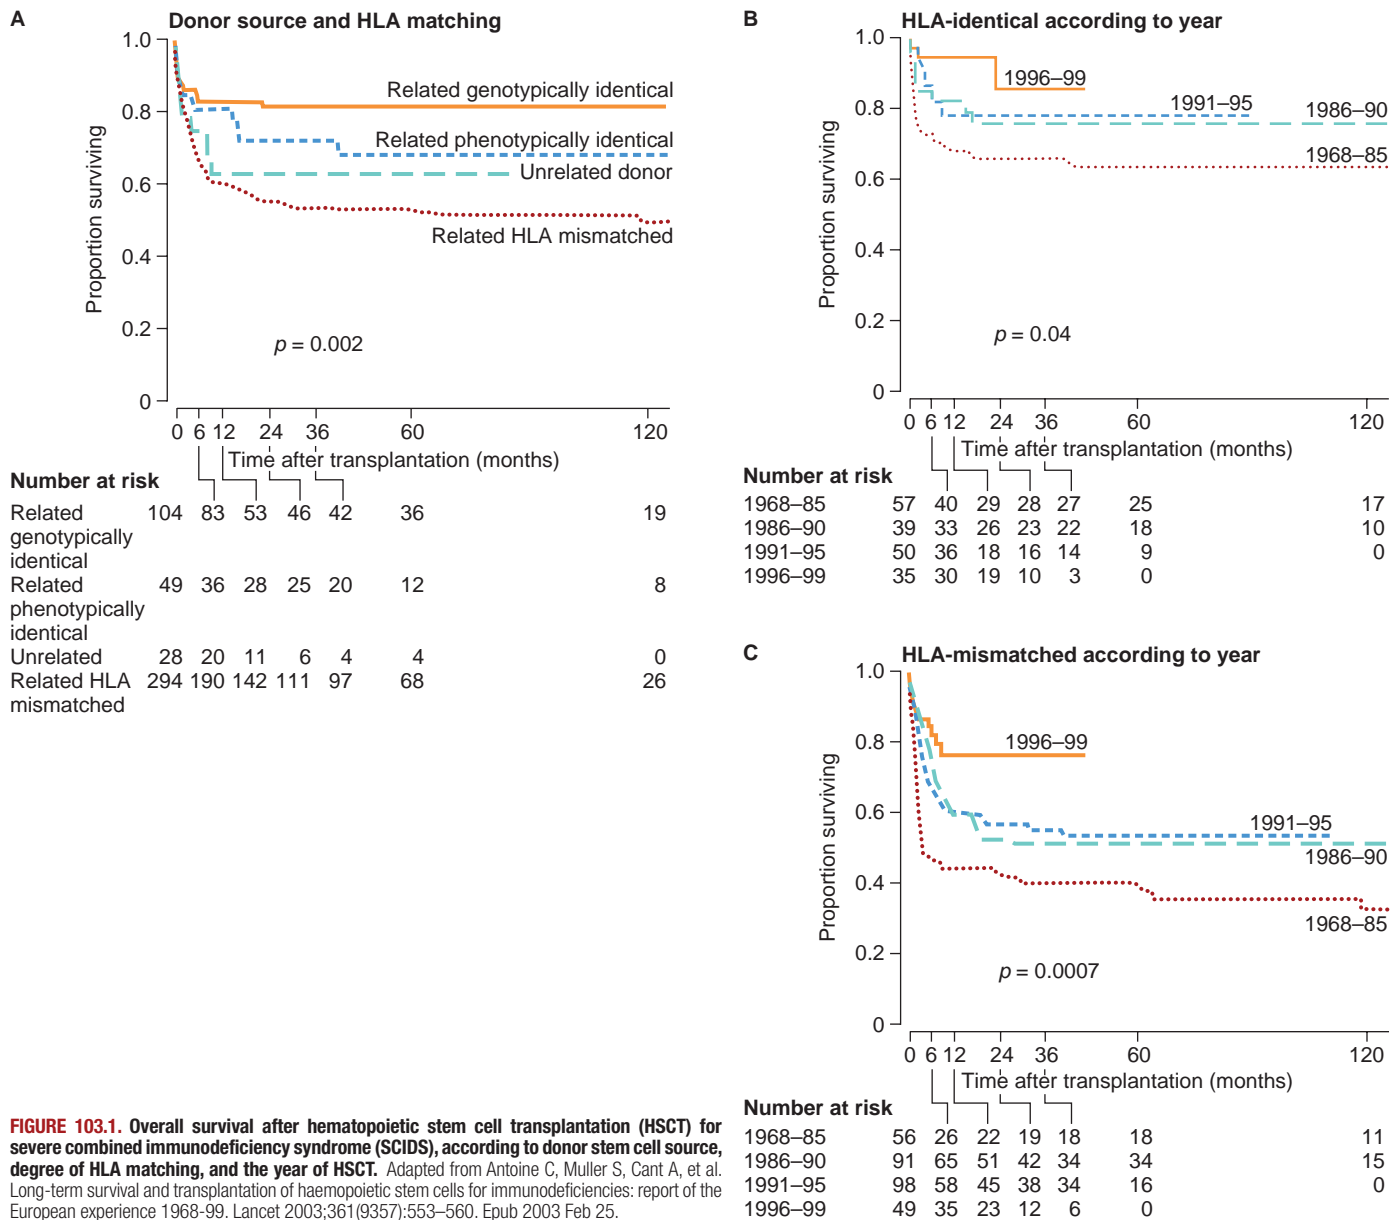 A
Donor source and HLA matching
1.0
0.8
0.6
0.4
0.2
0
Proportion surviving
Related genotypically identical
Related phenotypically identical
Unrelated donor
Related HLA mismatched
p = 0.002
0 6 12 24 36 60 120
Time after transplantation (months)
Number at risk
Related 104 83 53 46 42 36 19
genotypically
identical
Related 49 36 28 25 20 12 8
phenotypically
identical
Unrelated 28 20 11 6 4 4 0
Related HLA 294 190 142 111 97 68 26
mismatched
B
HLA-identical according to year
1.0
0.8
0.6
0.4
0.2
0
Proportion surviving
1996–99
1991–95
1986–90
1968–85
p = 0.04
0 6 12 24 36 60 120
Time after transplantation (months)
Number at risk
1968–85 57 40 29 28 27 25 17
1986–90 39 33 26 23 22 18 10
1991–95 50 36 18 16 14 9 0
1996–99 35 30 19 10 3 0
C
HLA-mismatched according to year
1.0
0.8
0.6
0.4
0.2
0
Proportion surviving
1996–99
1991–95
1986–90
1968–85
p = 0.0007
0 6 12 24 36 60 120
Time after transplantation (months)
Number at risk
1968–85 56 26 22 19 18 18 11
1986–90 91 65 51 42 34 34 15
1991–95 98 58 45 38 34 16 0
1996–99 49 35 23 12 6 0
FIGURE 103.1. Overall survival after hematopoietic stem cell transplantation (HSCT) for
severe combined immunodeficiency syndrome (SCIDS), according to donor stem cell source,
degree of HLA matching, and the year of HSCT. Adapted from Antoine C, Muller S, Cant A, et al.
Long-term survival and transplantation of haemopoietic stem cells for immunodeficiencies: report of the
European experience 1968-99. Lancet 2003;361(9357):553–560. Epub 2003 Feb 25.